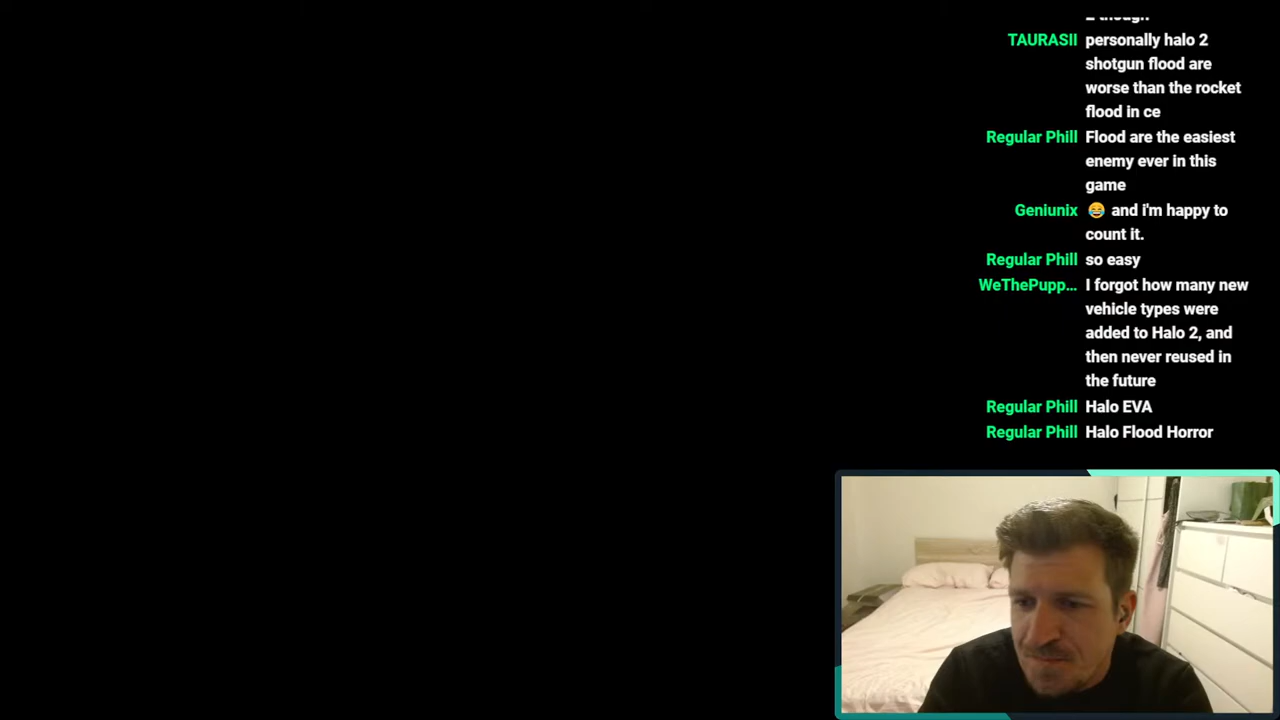 2 though
TAURASII personally halo 2
shotgun flood are
worse than the rocket
flood in ce
Regular Phill Flood are the easiest
enemy ever in this
game
Geniunix 😂 and i'm happy to
count it.
Regular Phill so easy
WeThePupp... I forgot how many new
vehicle types were
added to Halo 2, and
then never reused in
the future
Regular Phill Halo EVA
Regular Phill Halo Flood Horror